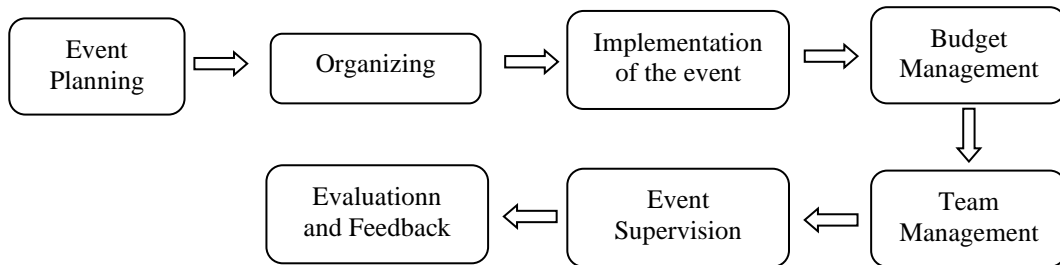 Event
Planning
Organizing
Implementation
of the event
Budget
Management
Team
Management
Event
Supervision
Evaluationn
and Feedback